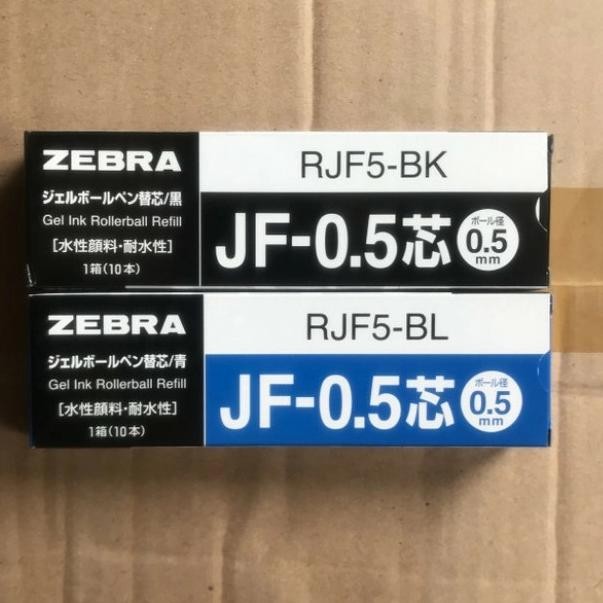 ZEBRA
ジェルボールペン替芯/黒
Gel Ink Rollerball Refill
[水性顔料・耐水性]
1箱(10本)
RJF5-BK
JF-0.5芯
ボール径
0.5
mm
ZEBRA
ジェルボールペン替芯/青
Gel Ink Rollerball Refill
[水性顔料・耐水性]
1箱(10本)
RJF5-BL
JF-0.5芯
ボール径
0.5
mm